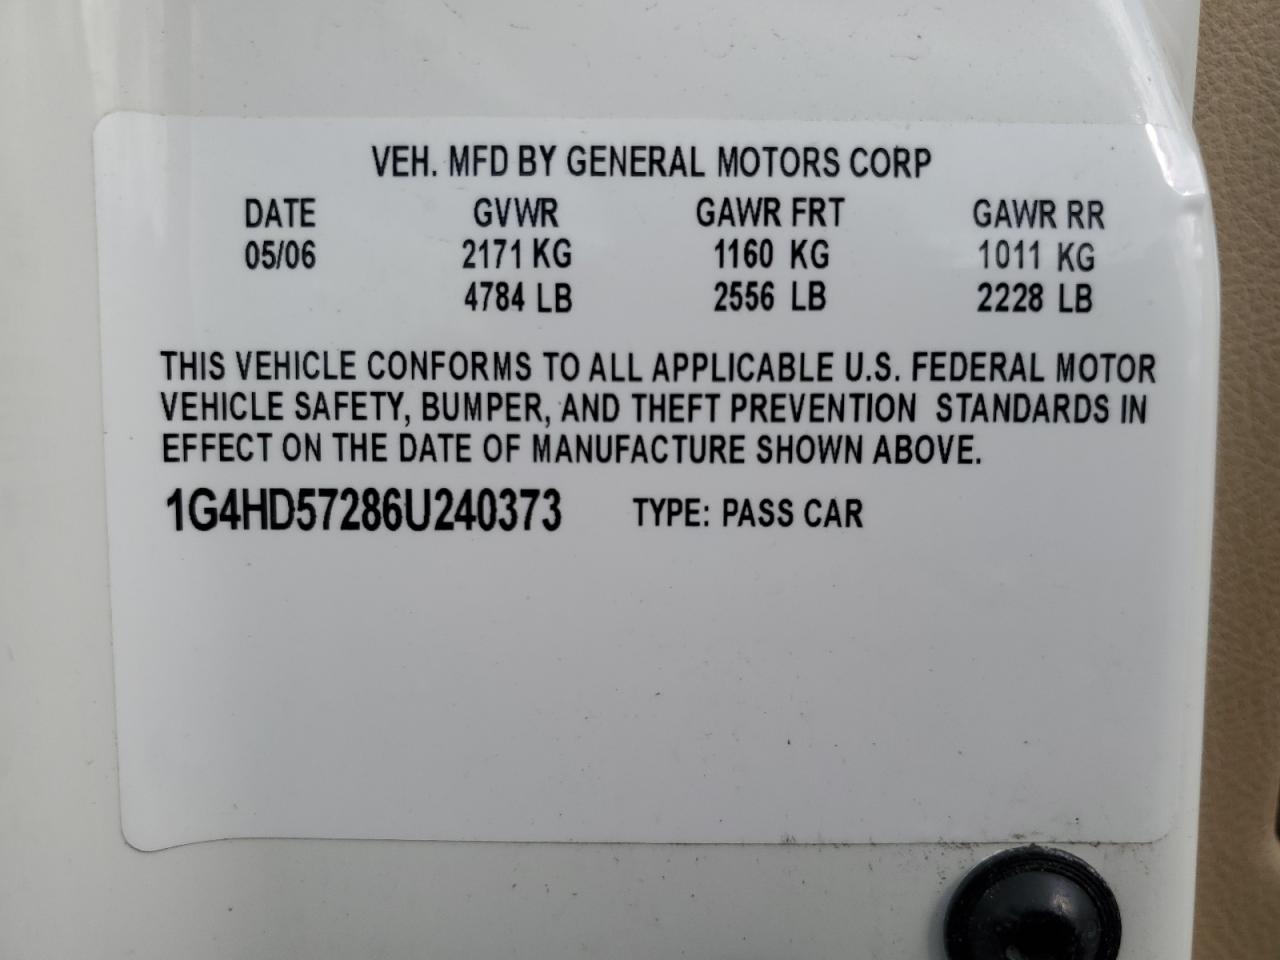 VEH. MFD BY GENERAL MOTORS CORP
DATE GVWR GAWR FRT GAWR RR
05/06 2171 KG 1160 KG 1011 KG
4784 LB 2556 LB 2228 LB
THIS VEHICLE CONFORMS TO ALL APPLICABLE U.S. FEDERAL MOTOR
VEHICLE SAFETY, BUMPER, AND THEFT PREVENTION STANDARDS IN
EFFECT ON THE DATE OF MANUFACTURE SHOWN ABOVE.
1G4HD57286U240373 TYPE: PASS CAR